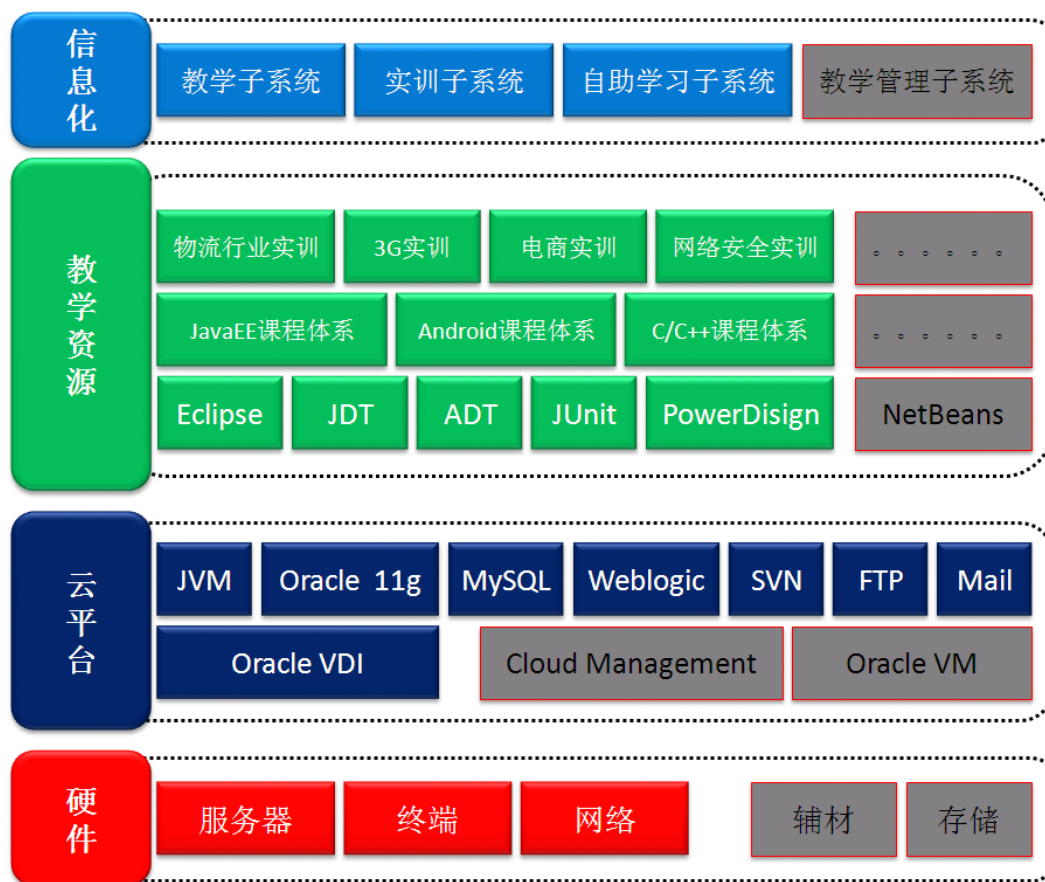 信息化
教学子系统 实训子系统 自助学习子系统 教学管理子系统
教学资源
物流行业实训 3G实训 电商实训 网络安全实训 。。。。。。
JavaEE课程体系 Android课程体系 C/C++课程体系 。。。。。。
Eclipse JDT ADT JUnit PowerDisign NetBeans
云平台
JVM Oracle 11g MySQL Weblogic SVN FTP Mail
Oracle VDI Cloud Management Oracle VM
硬件
服务器 终端 网络 辅材 存储